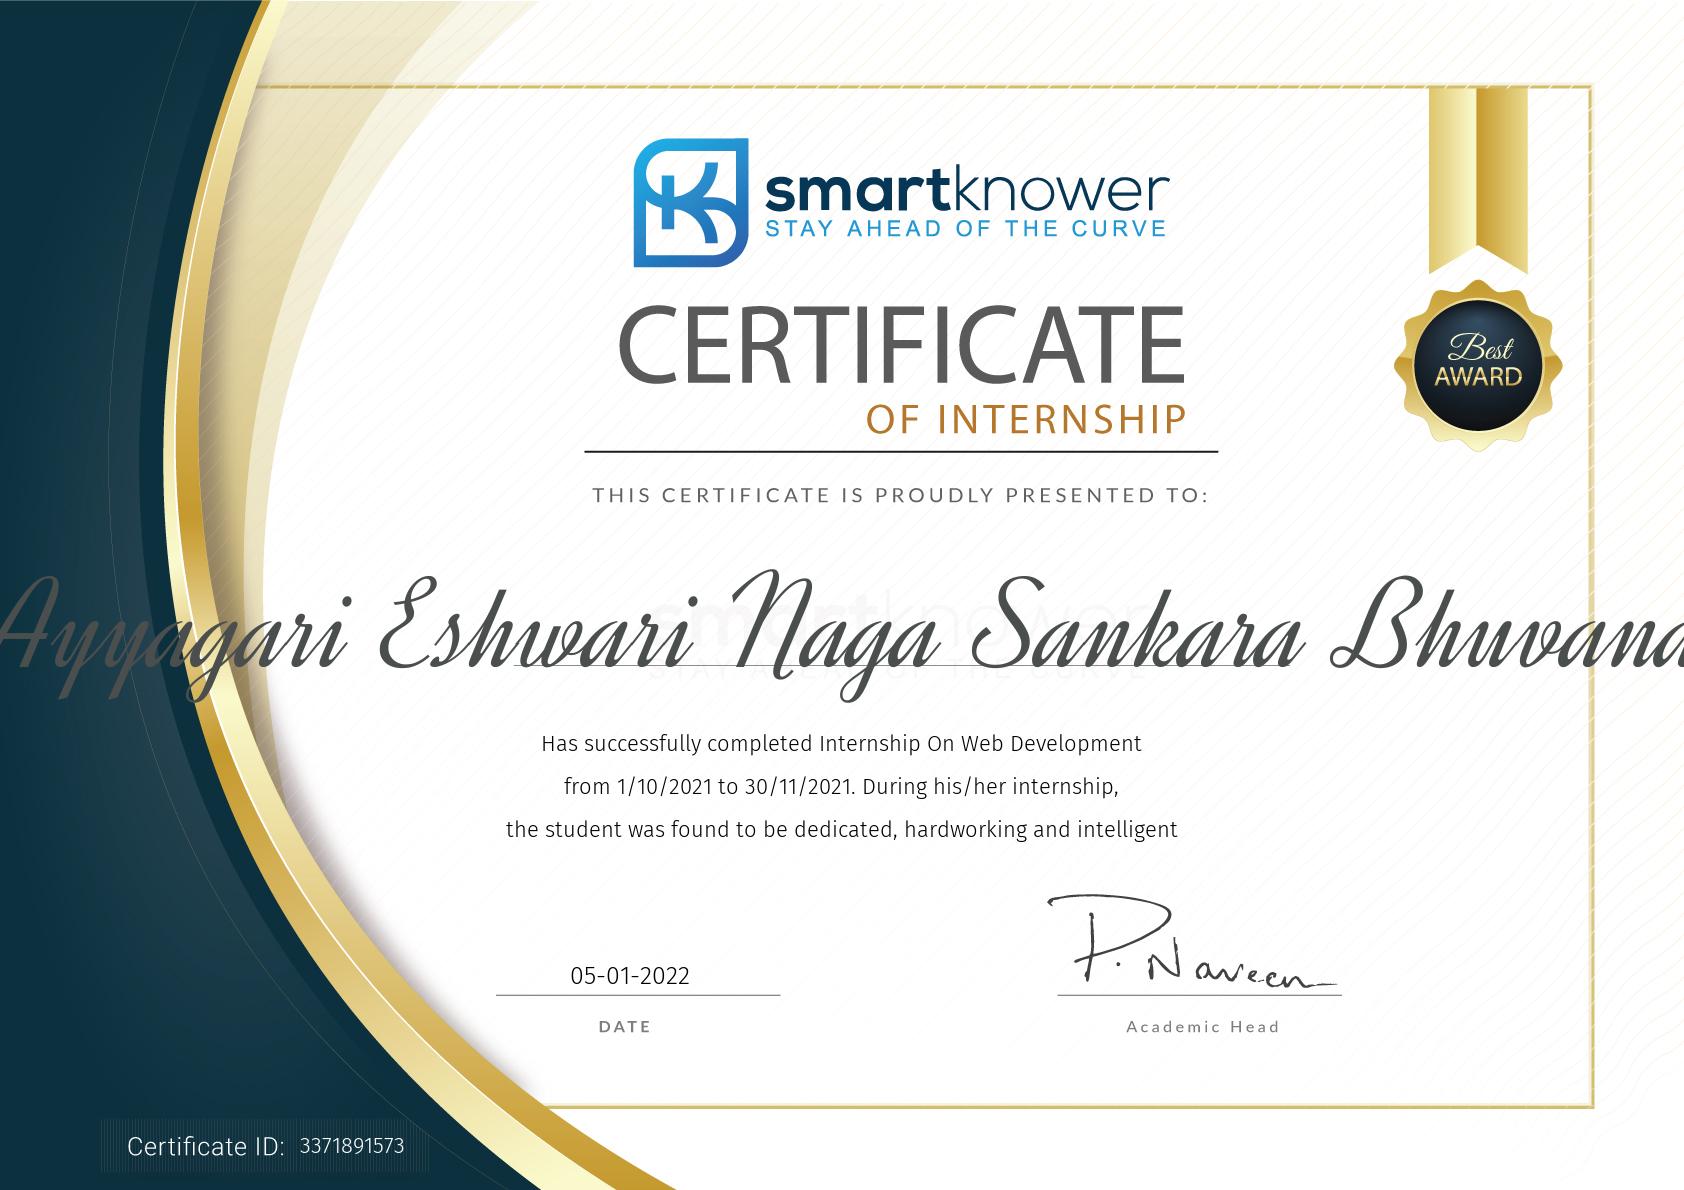 smartknower
STAY AHEAD OF THE CURVE
CERTIFICATE
OF INTERNSHIP
Best
AWARD
THIS CERTIFICATE IS PROUDLY PRESENTED TO:
Ayyagari Eshwari Naga Sankara Bhuvana
smartknower
STAY AHEAD OF THE CURVE
Has successfully completed Internship On Web Development
from 1/10/2021 to 30/11/2021. During his/her internship,
the student was found to be dedicated, hardworking and intelligent
P. Naveen
05-01-2022
DATE
Academic Head
Certificate ID: 3371891573